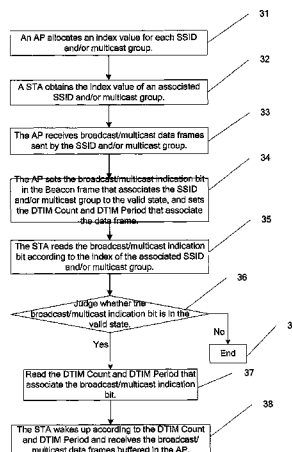 31
An AP allocates an index value for each SSID
and/or multicast group.
32
A STA obtains the index value of an associated
SSID and/or multicast group.
33
The AP receives broadcast/multicast data frames
sent by the SSID and/or multicast group.
34
The AP sets the broadcast/multicast indication bit
in the Beacon frame that associates the SSID
and/or multicast group to the valid state, and sets
the DTIM Count and DTIM Period that associate
the data frame.
35
The STA reads the broadcast/multicast indication
bit according to the index of the associated SSID
and/or multicast group.
36
Judge whether the
broadcast/multicast indication bit is in the
valid state.
No
3
End
Yes
37
Read the DTIM Count and DTIM Period that
associate the broadcast/multicast indication
bit.
38
The STA wakes up according to the DTIM Count
and DTIM Period and receives the broadcast/
multicast data frames buffered in the AP.